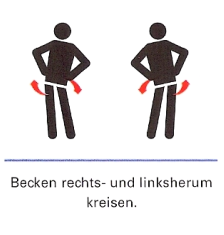 Becken rechts- und linksherum
kreisen.